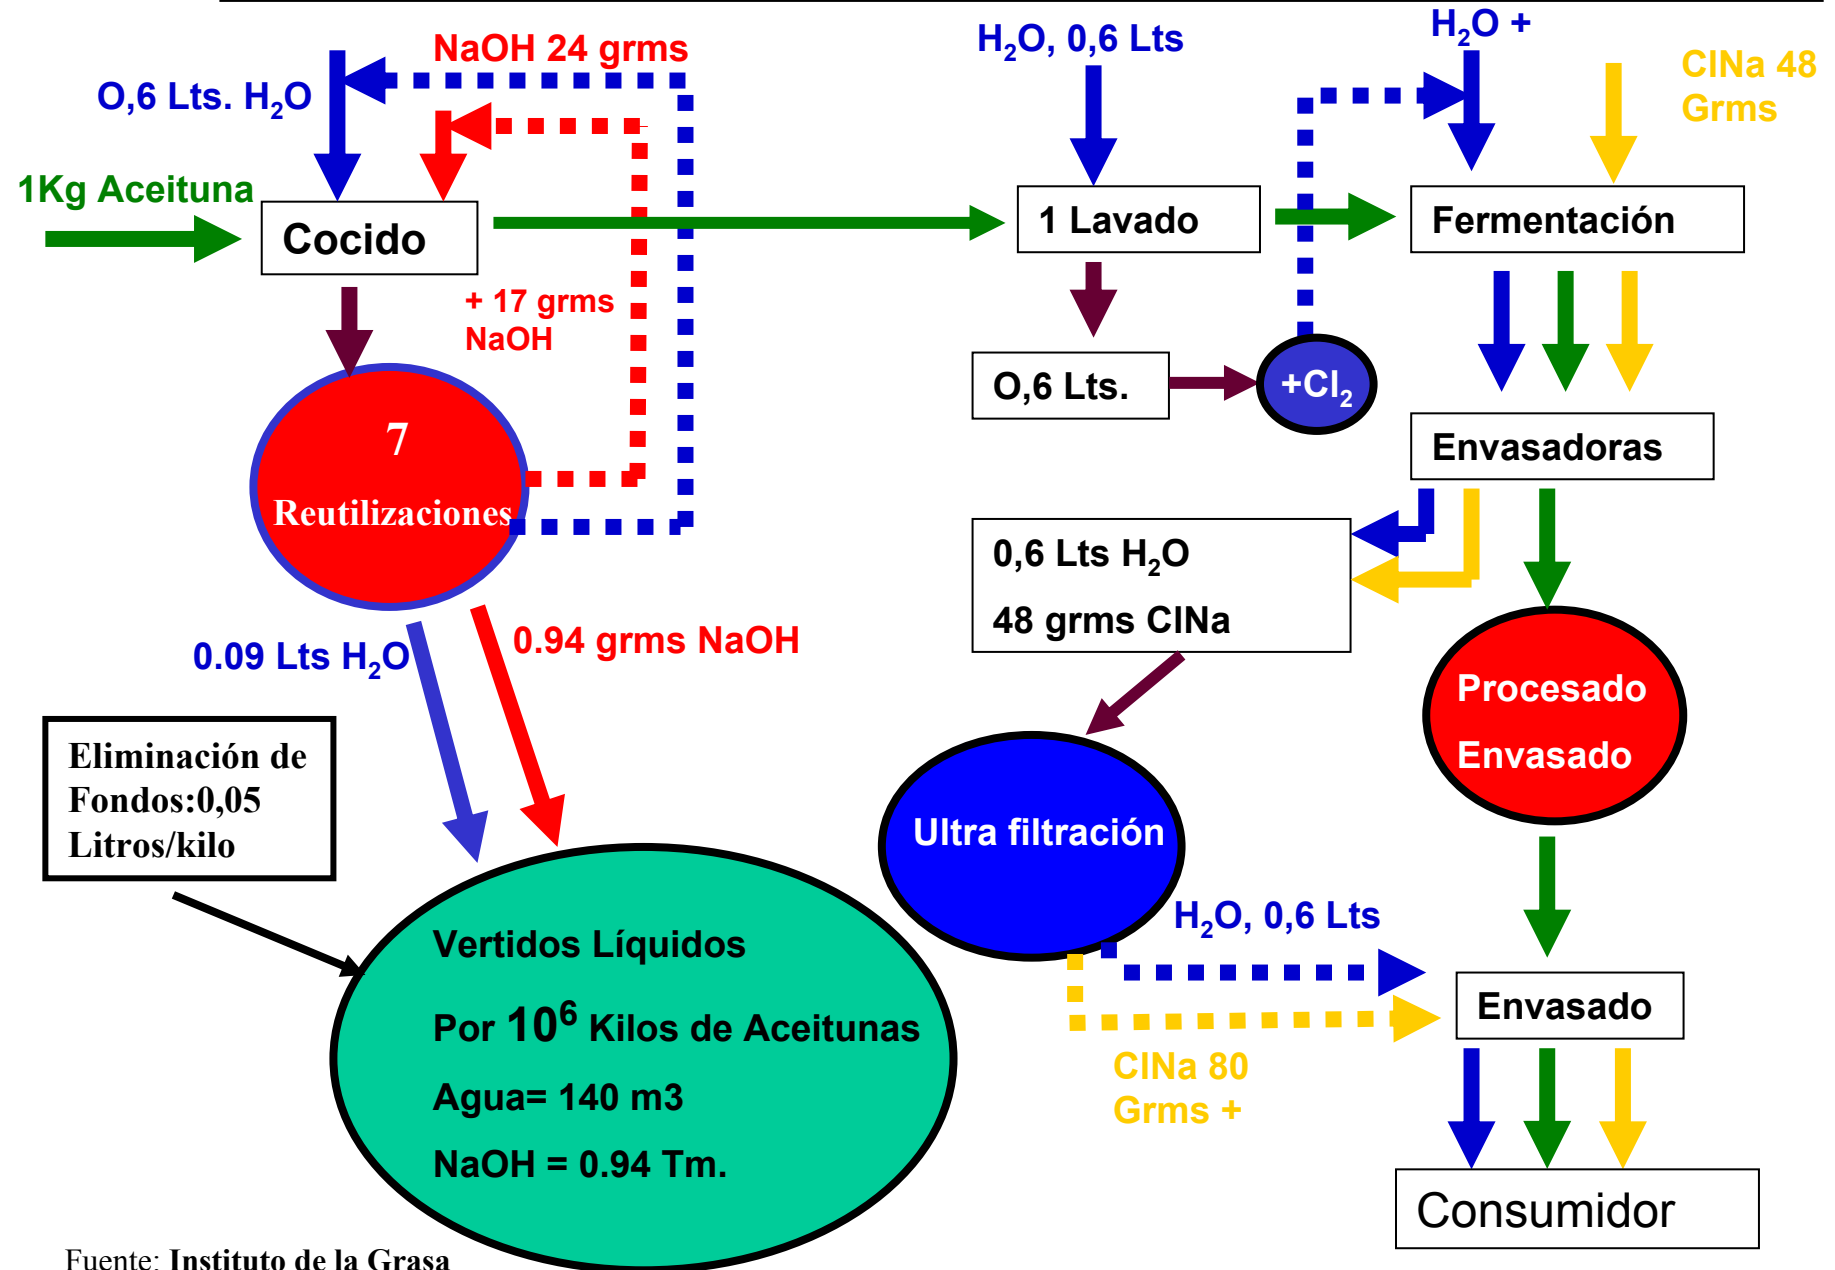 NaOH 24 grms
H2O, 0,6 Lts
H2O +
ClNa 48
Grms
O,6 Lts. H2O
1Kg Aceituna
Cocido
1 Lavado
Fermentación
+ 17 grms
NaOH
O,6 Lts.
+Cl2
7
Reutilizaciones
Envasadoras
0,6 Lts H2O
48 grms ClNa
0.09 Lts H2O
0.94 grms NaOH
Procesado
Envasado
Eliminación de
Fondos:0,05
Litros/kilo
Ultra filtración
H2O, 0,6 Lts
Vertidos Líquidos
Por 10^6 Kilos de Aceitunas
Agua= 140 m3
NaOH = 0.94 Tm.
Envasado
ClNa 80
Grms +
Consumidor
Fuente: Instituto de la Grasa